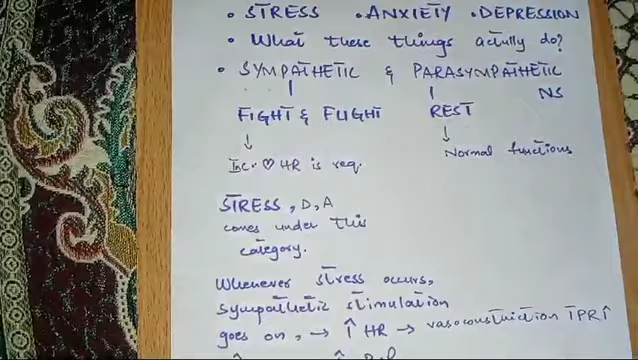 • STRESS • ANXIETY • DEPRESSION
• What these things actully do?
• SYMPATHETIC & PARASYMPATHETIC NS
FIGHT & FLIGHT REST
↓ ↓
Inc. ♡ HR is req. Normal functions
STRESS, D, A
comes under this
category.
Whenever stress occurs,
sympathetic stimulation
goes on, → ↑ HR → vasoconstriction TPR↑